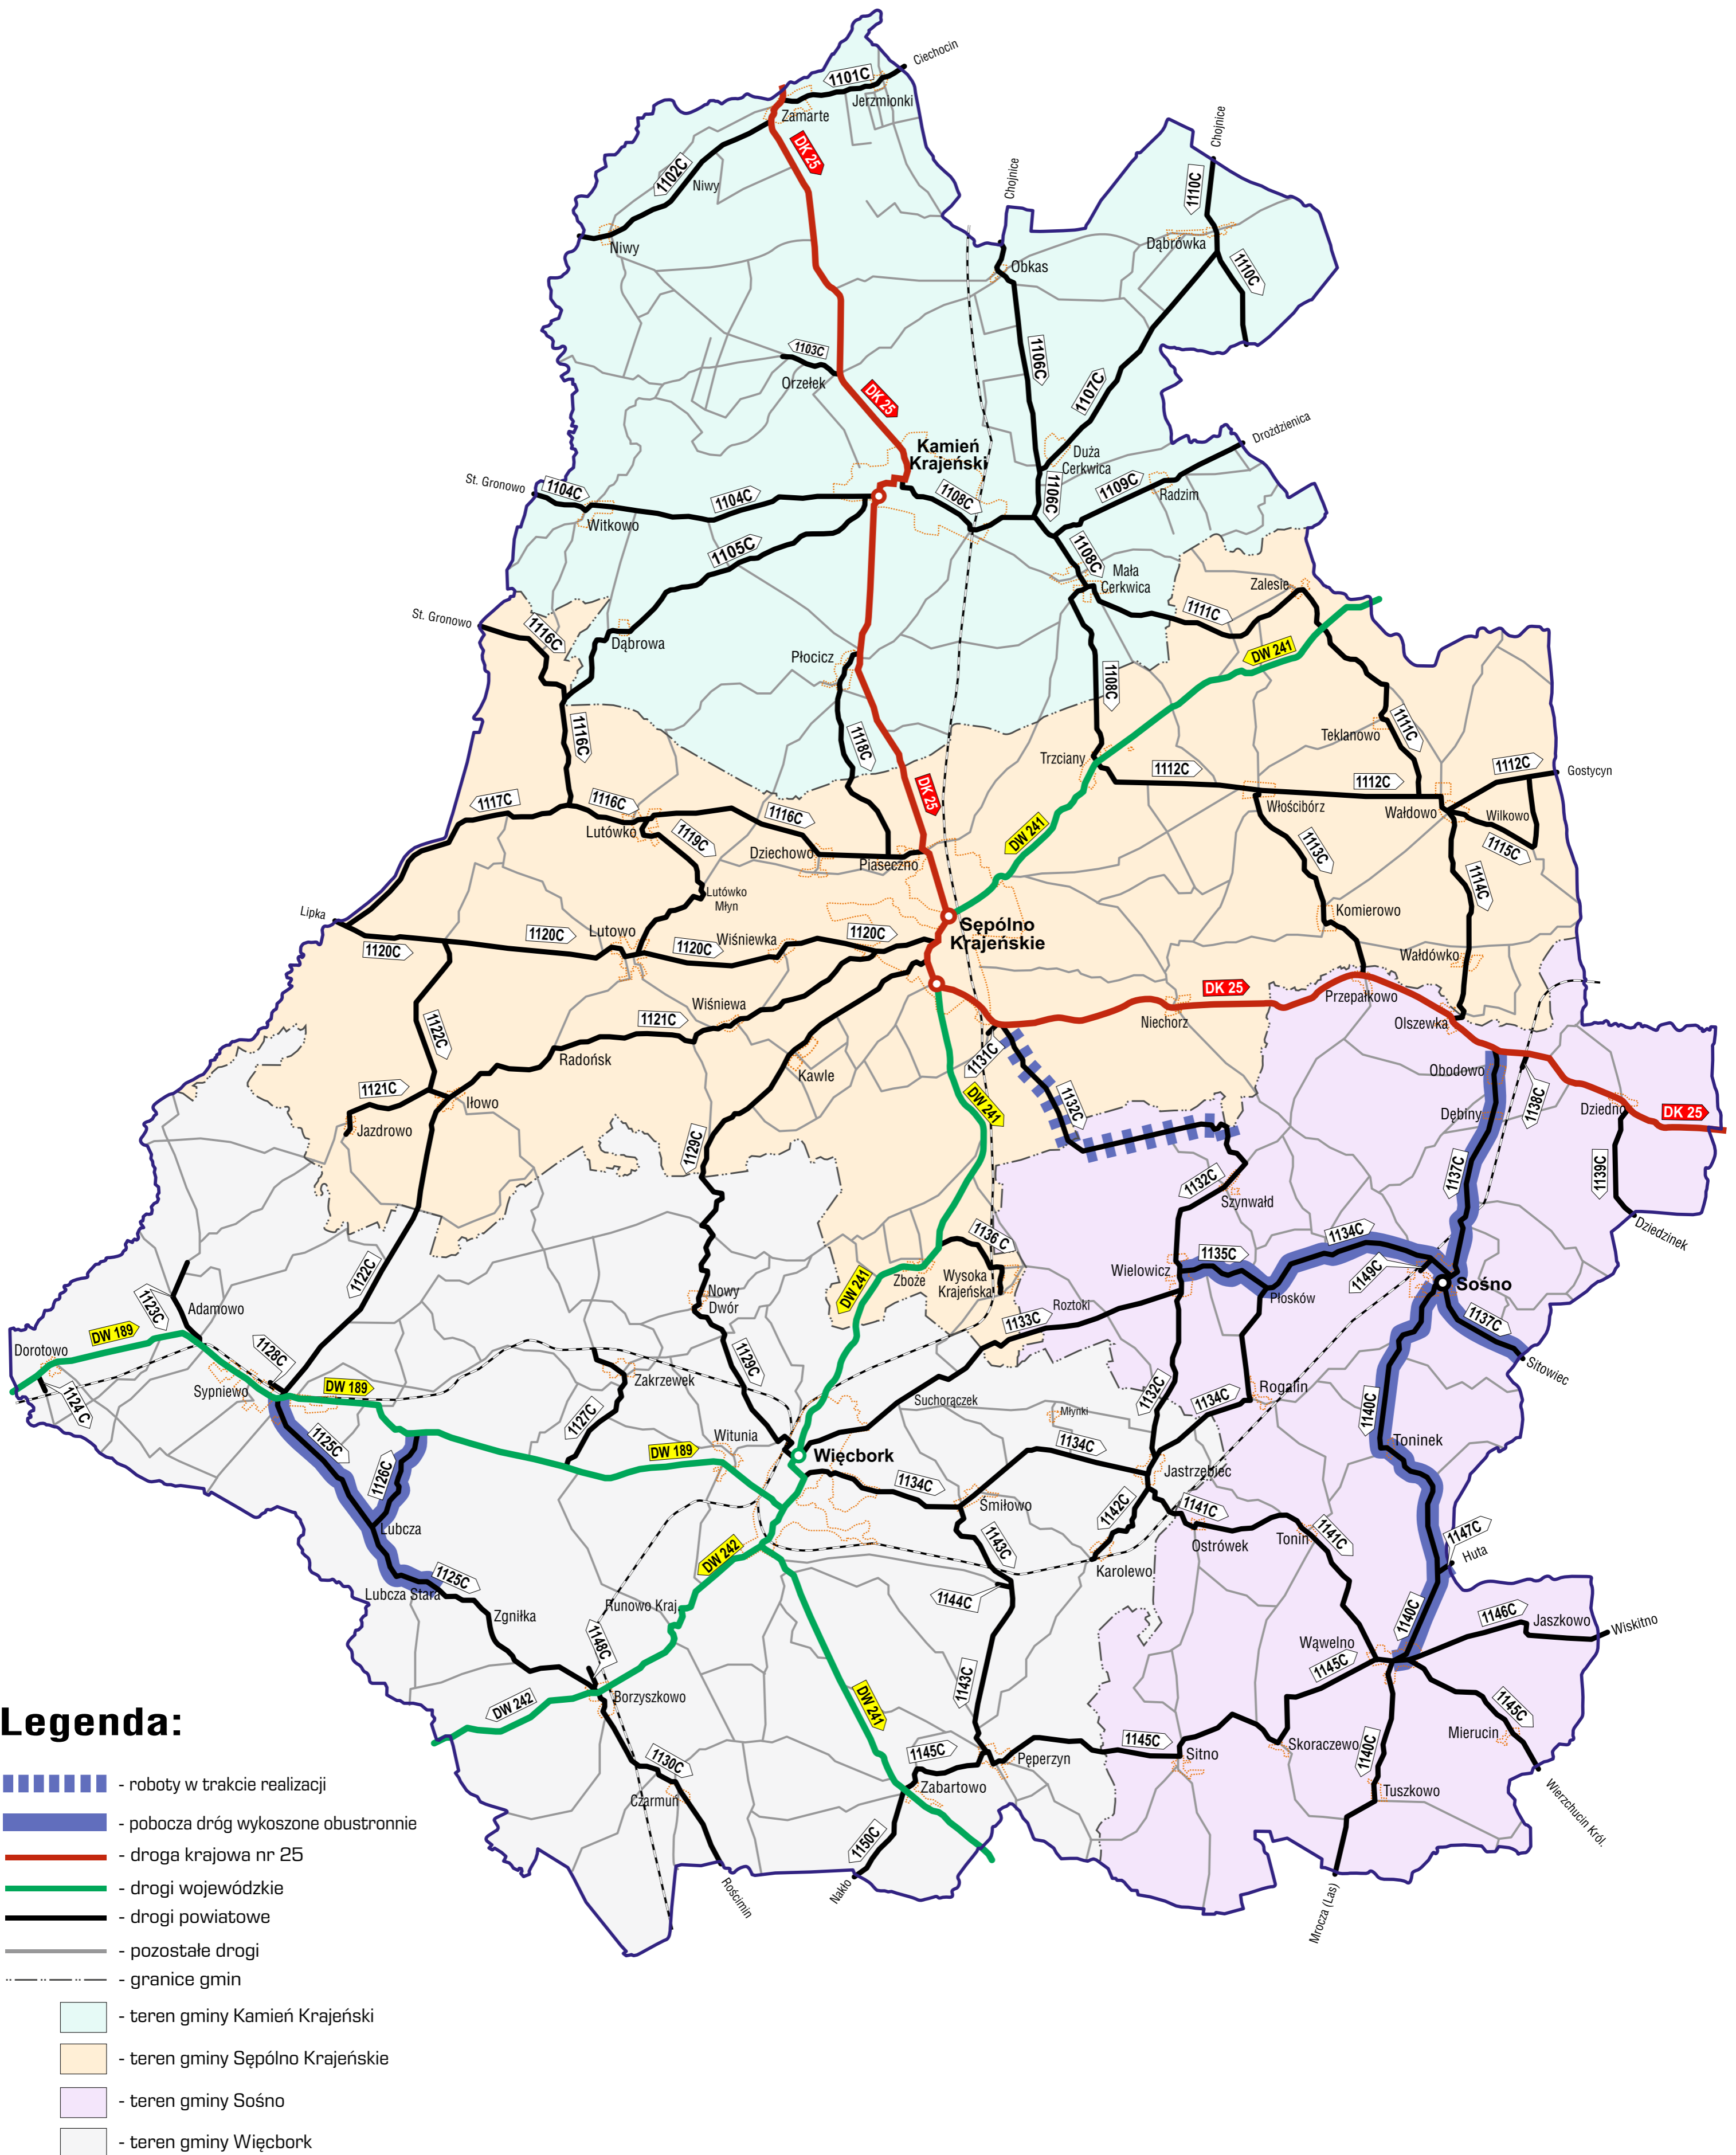 Ciechocin
1101C
Jerzmionki
Zamarte
DK 25
1102C
Niwy
Niwy
Chojnice
Chojnice
1110C
Dąbrówka
1110C
Obkas
1106C
1107C
1103C
Orzełek
DK 25
Kamień
Krajeński
Duża
Cerkwica
Drożdzienica
1109C
Radzim
1106C
St. Gronowo
1104C
1104C
Witkowo
1108C
1105C
1108C
Mała
Cerkwica
Zalesie
1111C
St. Gronowo
1116C
Dąbrowa
Płocicz
DW 241
1108C
1116C
1118C
Teklanowo
1111C
Trzciany
1112C
1112C
1112C
Gostycyn
DK 25
Włościbórz
Wałdowo
Wilkowo
1115C
1117C
1116C
Lutówko
1119C
1116C
Dziechowo
Piaseczno
DW 241
1113C
1114C
Lutówko
Młyn
Komierowo
Lipka
1120C
1120C
Lutowo
1120C
Wiśniewka
1120C
Sępólno
Krajeńskie
Wałdówko
DK 25
Przepałkowo
Niechorz
Olszewka
Wiśniewa
1121C
1122C
Radońsk
Kawle
1131C
1132C
DW 241
Obodowo
1138C
Dębiny
Dziedno
DK 25
1121C
Iłowo
Jazdrowo
1129C
1137C
1139C
1132C
Szynwałd
Dziedzinek
1136 C
1134C
1135C
Wielowicz
1149C
Sośno
1122C
Zboże
Wysoka
Krajeńska
DW 241
Nowy
Dwór
Roztoki
1133C
Płosków
1137C
Sitowiec
1123C
Adamowo
DW 189
Dorotowo
1128C
1124 C
Sypniewo
DW 189
Zakrzewek
1129C
Suchorączek
1132C
Rogalin
1134C
Młynki
1140C
1127C
1125C
1126C
Witunia
DW 189
Więcbork
1134C
Toninek
1134C
Jastrzębiec
Śmiłowo
1142C
1141C
Lubcza
Ostrówek
Tonin
1141C
1147C
Huta
DW 242
1143C
Karolewo
1125C
Lubcza Stara
Zgniłka
Runowo Kraj.
1144C
1140C
1146C
Jaszkowo
Wiskitno
1148C
Wąwelno
1145C
DW 242
Borzyszkowo
DW 241
1143C
1145C
Mierucin
1130C
1145C
Pęperzyn
1145C
Sitno
Skoraczewo
1140C
Czarmuń
Zabartowo
Tuszkowo
Wierzchucin Król.
1150C
Nakło
Rościmin
Mrocza (Las)
Legenda:
- roboty w trakcie realizacji
- pobocza dróg wykoszone obustronnie
- droga krajowa nr 25
- drogi wojewódzkie
- drogi powiatowe
- pozostałe drogi
- granice gmin
- teren gminy Kamień Krajeński
- teren gminy Sępólno Krajeńskie
- teren gminy Sośno
- teren gminy Więcbork